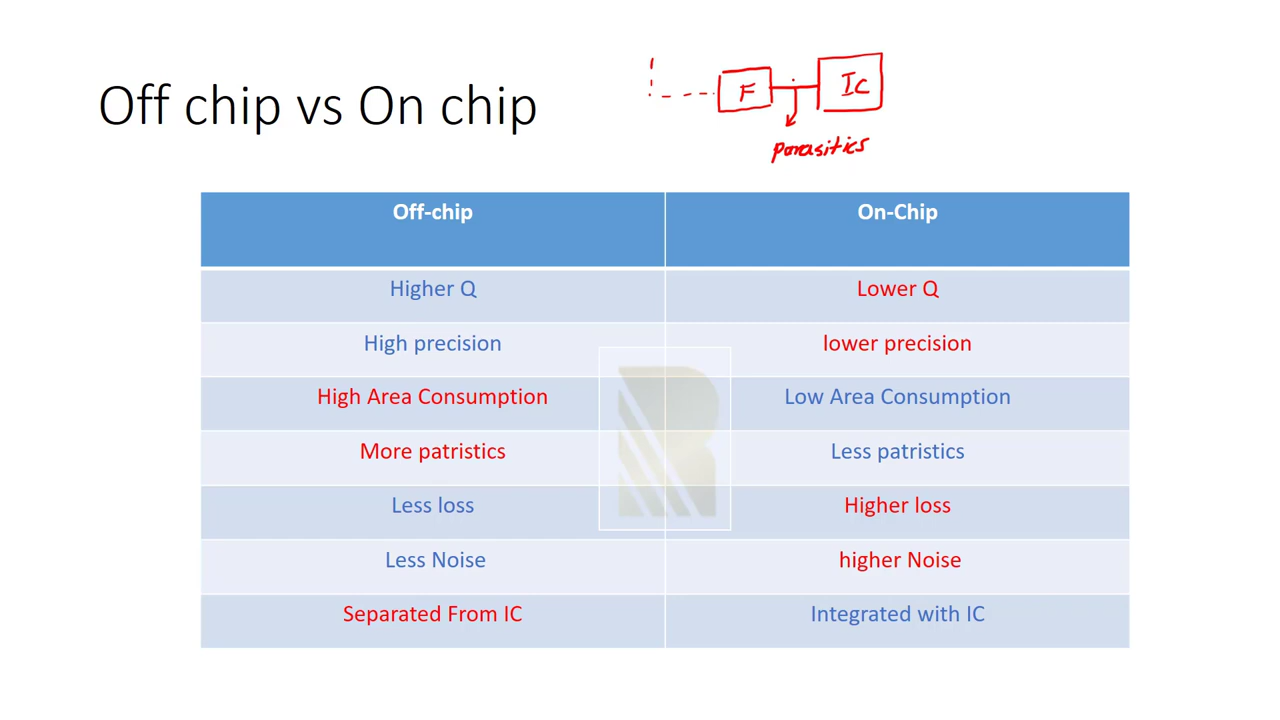 F
IC
parasitics
Off chip vs On chip
Off-chip On-Chip
Higher Q Lower Q
High precision lower precision
High Area Consumption Low Area Consumption
More patristics Less patristics
Less loss Higher loss
Less Noise higher Noise
Separated From IC Integrated with IC